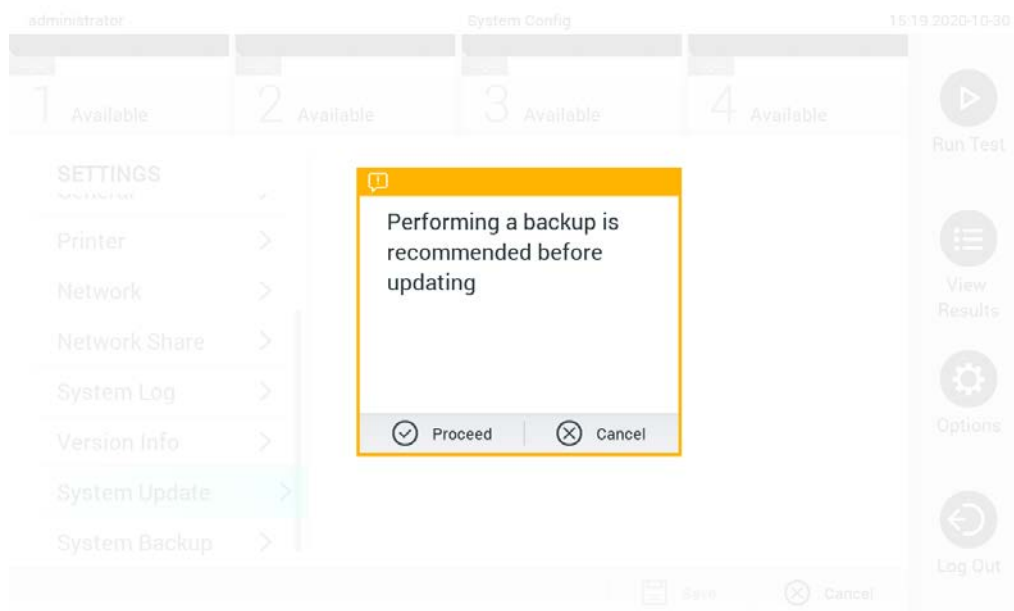 administrator System Config 15:19 2020-10-30
1 Available 2 Available 3 Available 4 Available
Run Test
SETTINGS
General
Printer
Network
Network Share
System Log
Version Info
System Update
System Backup
Performing a backup is
recommended before
updating
Proceed Cancel
View
Results
Options
Log Out
Save Cancel